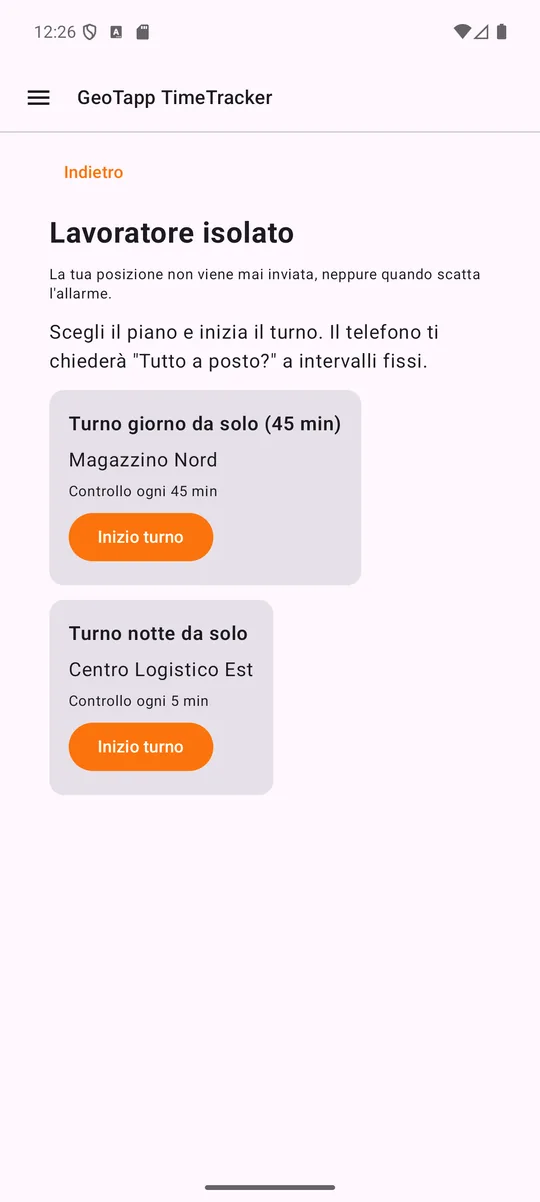 12:26
GeoTapp TimeTracker
Indietro
Lavoratore isolato
La tua posizione non viene mai inviata, neppure quando scatta
l'allarme.
Scegli il piano e inizia il turno. Il telefono ti
chiederà "Tutto a posto?" a intervalli fissi.
Turno giorno da solo (45 min)
Magazzino Nord
Controllo ogni 45 min
Inizio turno
Turno notte da solo
Centro Logistico Est
Controllo ogni 5 min
Inizio turno